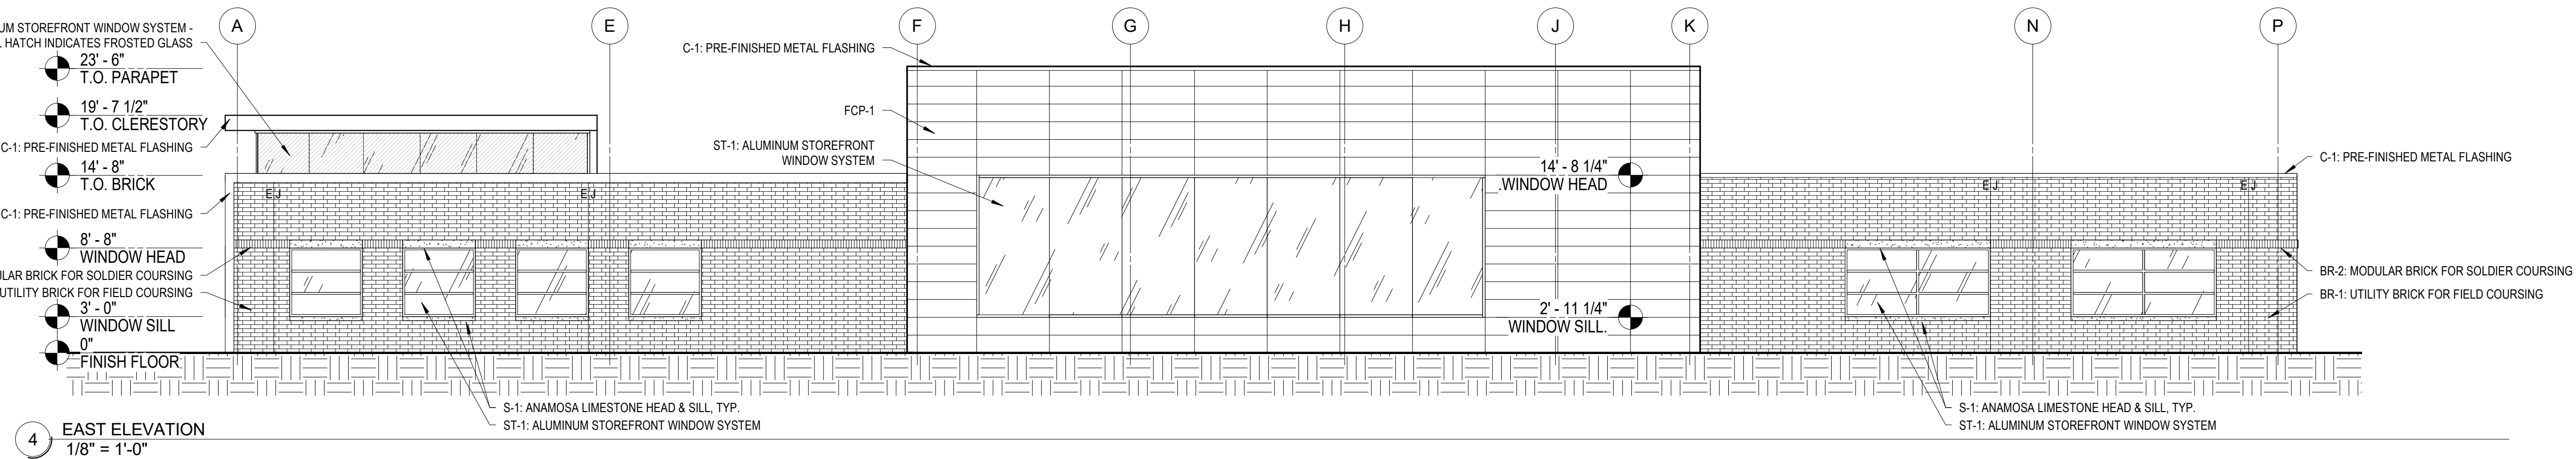 A
E
F
G
H
J
K
N
P
UM STOREFRONT WINDOW SYSTEM -
HATCH INDICATES FROSTED GLASS
23' - 6"
T.O. PARAPET
19' - 7 1/2"
T.O. CLERESTORY
C-1: PRE-FINISHED METAL FLASHING
14' - 8"
T.O. BRICK
C-1: PRE-FINISHED METAL FLASHING
8' - 8"
WINDOW HEAD
ULAR BRICK FOR SOLDIER COURSING
UTILITY BRICK FOR FIELD COURSING
3' - 0"
WINDOW SILL
0"
FINISH FLOOR
EJ
EJ
C-1: PRE-FINISHED METAL FLASHING
FCP-1
ST-1: ALUMINUM STOREFRONT
WINDOW SYSTEM
14' - 8 1/4"
.WINDOW HEAD
2' - 11 1/4"
WINDOW SILL.
EJ
EJ
C-1: PRE-FINISHED METAL FLASHING
BR-2: MODULAR BRICK FOR SOLDIER COURSING
BR-1: UTILITY BRICK FOR FIELD COURSING
S-1: ANAMOSA LIMESTONE HEAD & SILL, TYP.
ST-1: ALUMINUM STOREFRONT WINDOW SYSTEM
S-1: ANAMOSA LIMESTONE HEAD & SILL, TYP.
ST-1: ALUMINUM STOREFRONT WINDOW SYSTEM
4
EAST ELEVATION
1/8" = 1'-0"